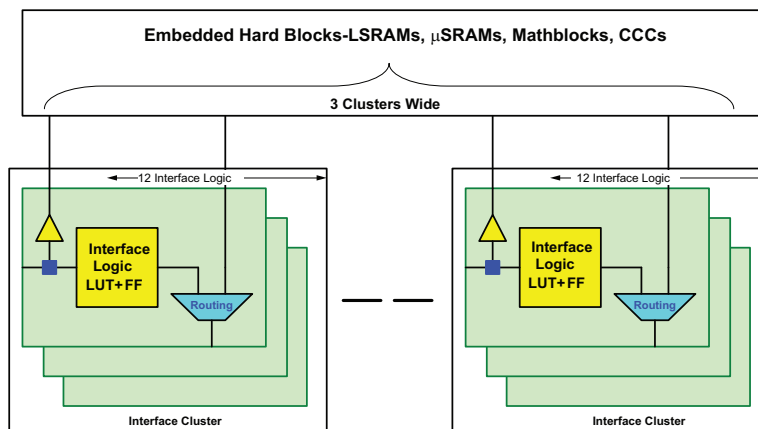 Embedded Hard Blocks-LSRAMs, μSRAMs, Mathblocks, CCCs
3 Clusters Wide
12 Interface Logic
Interface
Logic
LUT+FF
Routing
Interface Cluster
12 Interface Logic
Interface
Logic
LUT+FF
Routing
Interface Cluster